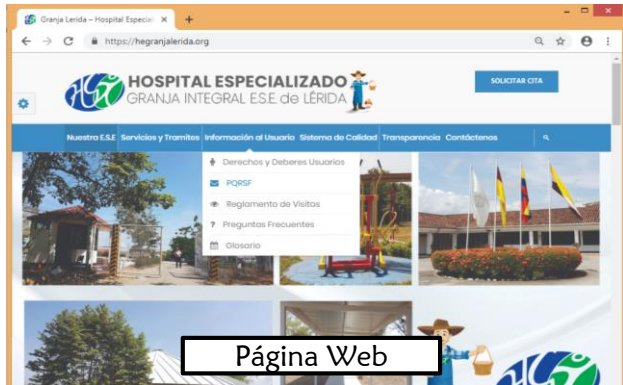 Granja Lerida – Hospital Especial
https://hegranjalerida.org
HOSPITAL ESPECIALIZADO
GRANJA INTEGRAL E.S.E. de LÉRIDA
SOLICITAR CITA
Nuestra E.S.E Servicios y Tramites Información al Usuario Sistema de Calidad Transparencia Contáctenos
Derechos y Deberes Usuarios
PQRSF
Reglamento de Visitas
Preguntas Frecuentes
Glosario
Página Web